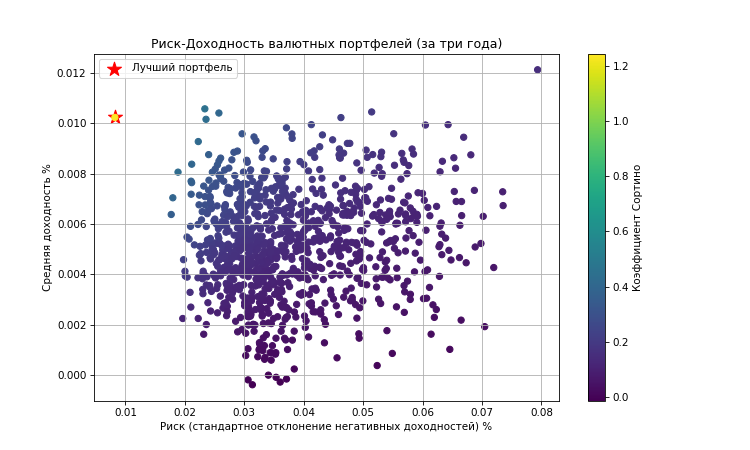 Риск-Доходность валютных портфелей (за три года)
Лучший портфель
Средняя доходность %
0.012
0.010
0.008
0.006
0.004
0.002
0.000
0.01 0.02 0.03 0.04 0.05 0.06 0.07 0.08
Риск (стандартное отклонение негативных доходностей) %
1.2
1.0
0.8
0.6
0.4
0.2
0.0
Коэффициент Сортино